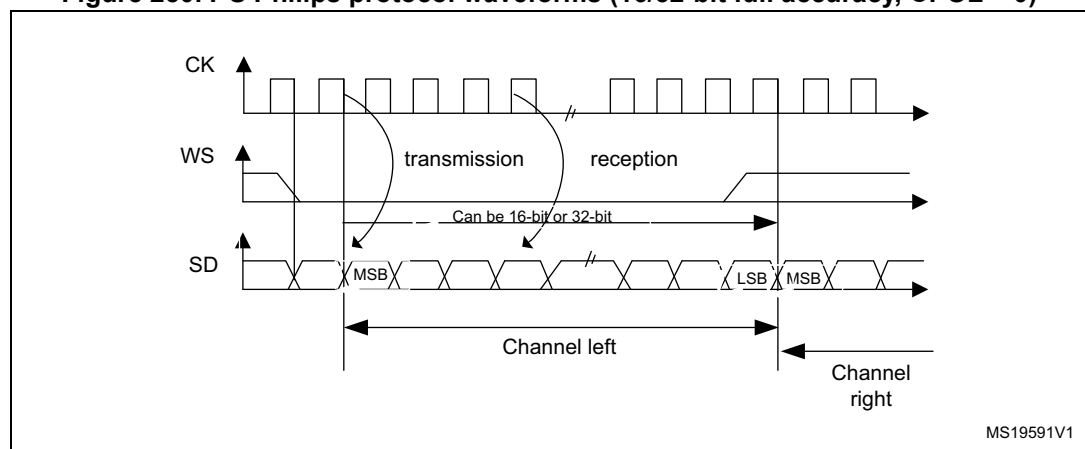 CK
WS
transmission
reception
Can be 16-bit or 32-bit
SD
MSB
LSB
MSB
Channel left
Channel
right
MS19591V1